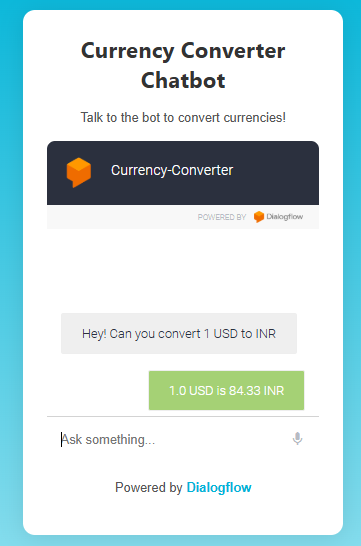 Currency Converter
Chatbot
Talk to the bot to convert currencies!
Currency-Converter
POWERED BY Dialogflow
Hey! Can you convert 1 USD to INR
1.0 USD is 84.33 INR
Ask something...
Powered by Dialogflow